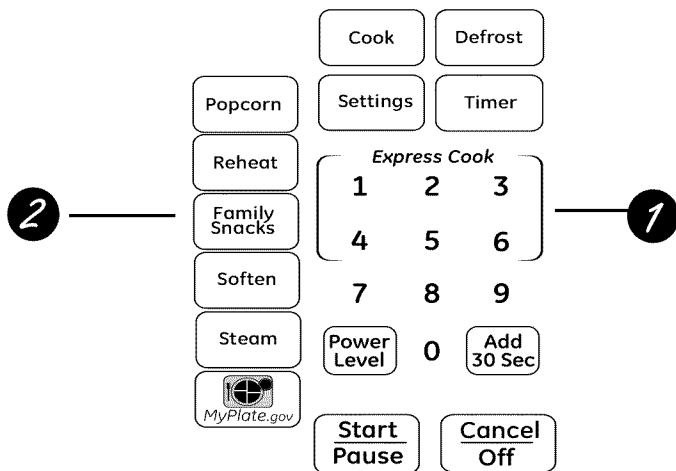 Cook
Defrost
Popcorn
Settings
Timer
Reheat
Express Cook
1 2 3
2
Family
Snacks
1
4 5 6
Soften
7 8 9
Steam
Power
Level
0
Add
30 Sec
MyPlate.gov
Start
Pause
Cancel
Off